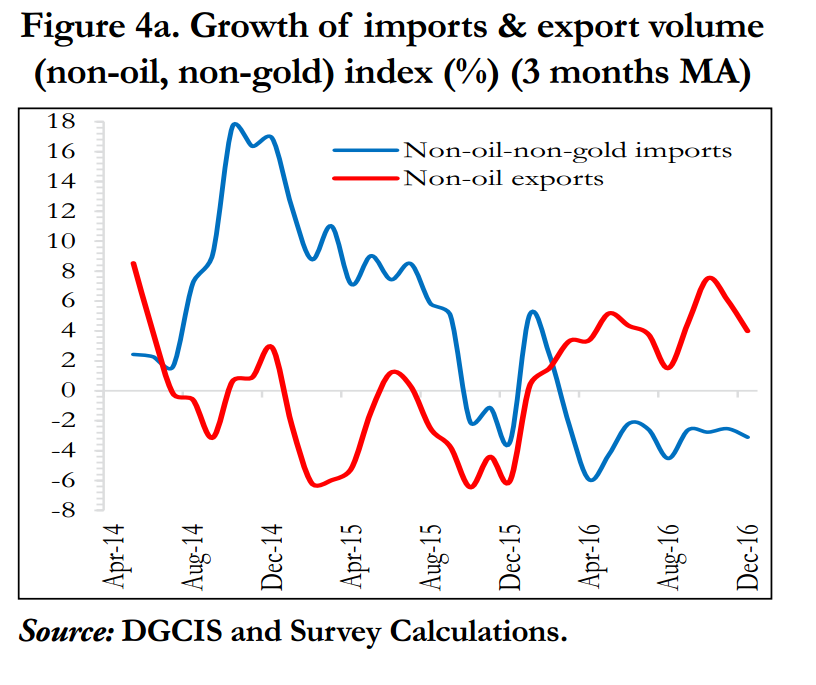 Figure 4a. Growth of imports & export volume
(non-oil, non-gold) index (%) (3 months MA)
18
16
14
12
10
8
6
4
2
0
-2
-4
-6
-8
Non-oil-non-gold imports
Non-oil exports
Apr-14
Aug-14
Dec-14
Apr-15
Aug-15
Dec-15
Apr-16
Aug-16
Dec-16
Source: DGCIS and Survey Calculations.